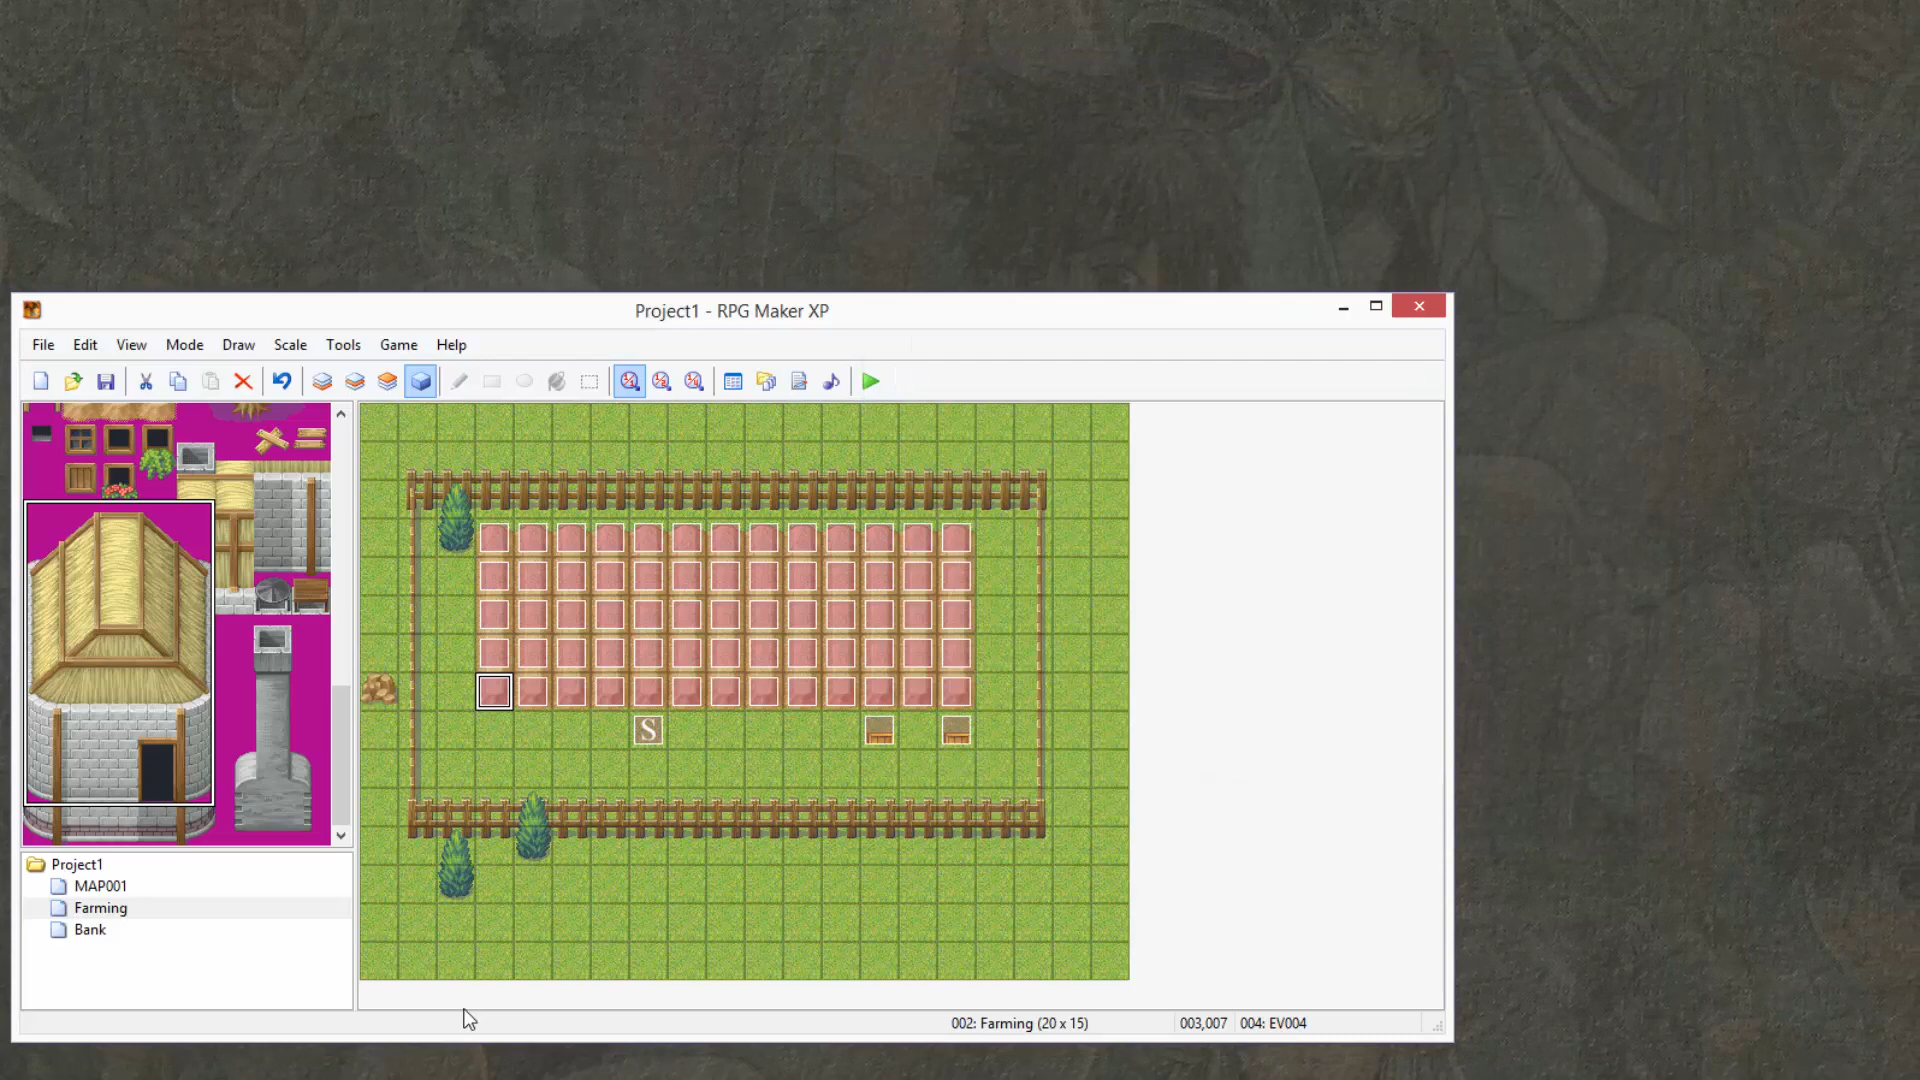 Project1 - RPG Maker XP
File Edit View Mode Draw Scale Tools Game Help
S
Project1
MAP001
Farming
Bank
002: Farming (20 x 15) 003,007 004: EV004